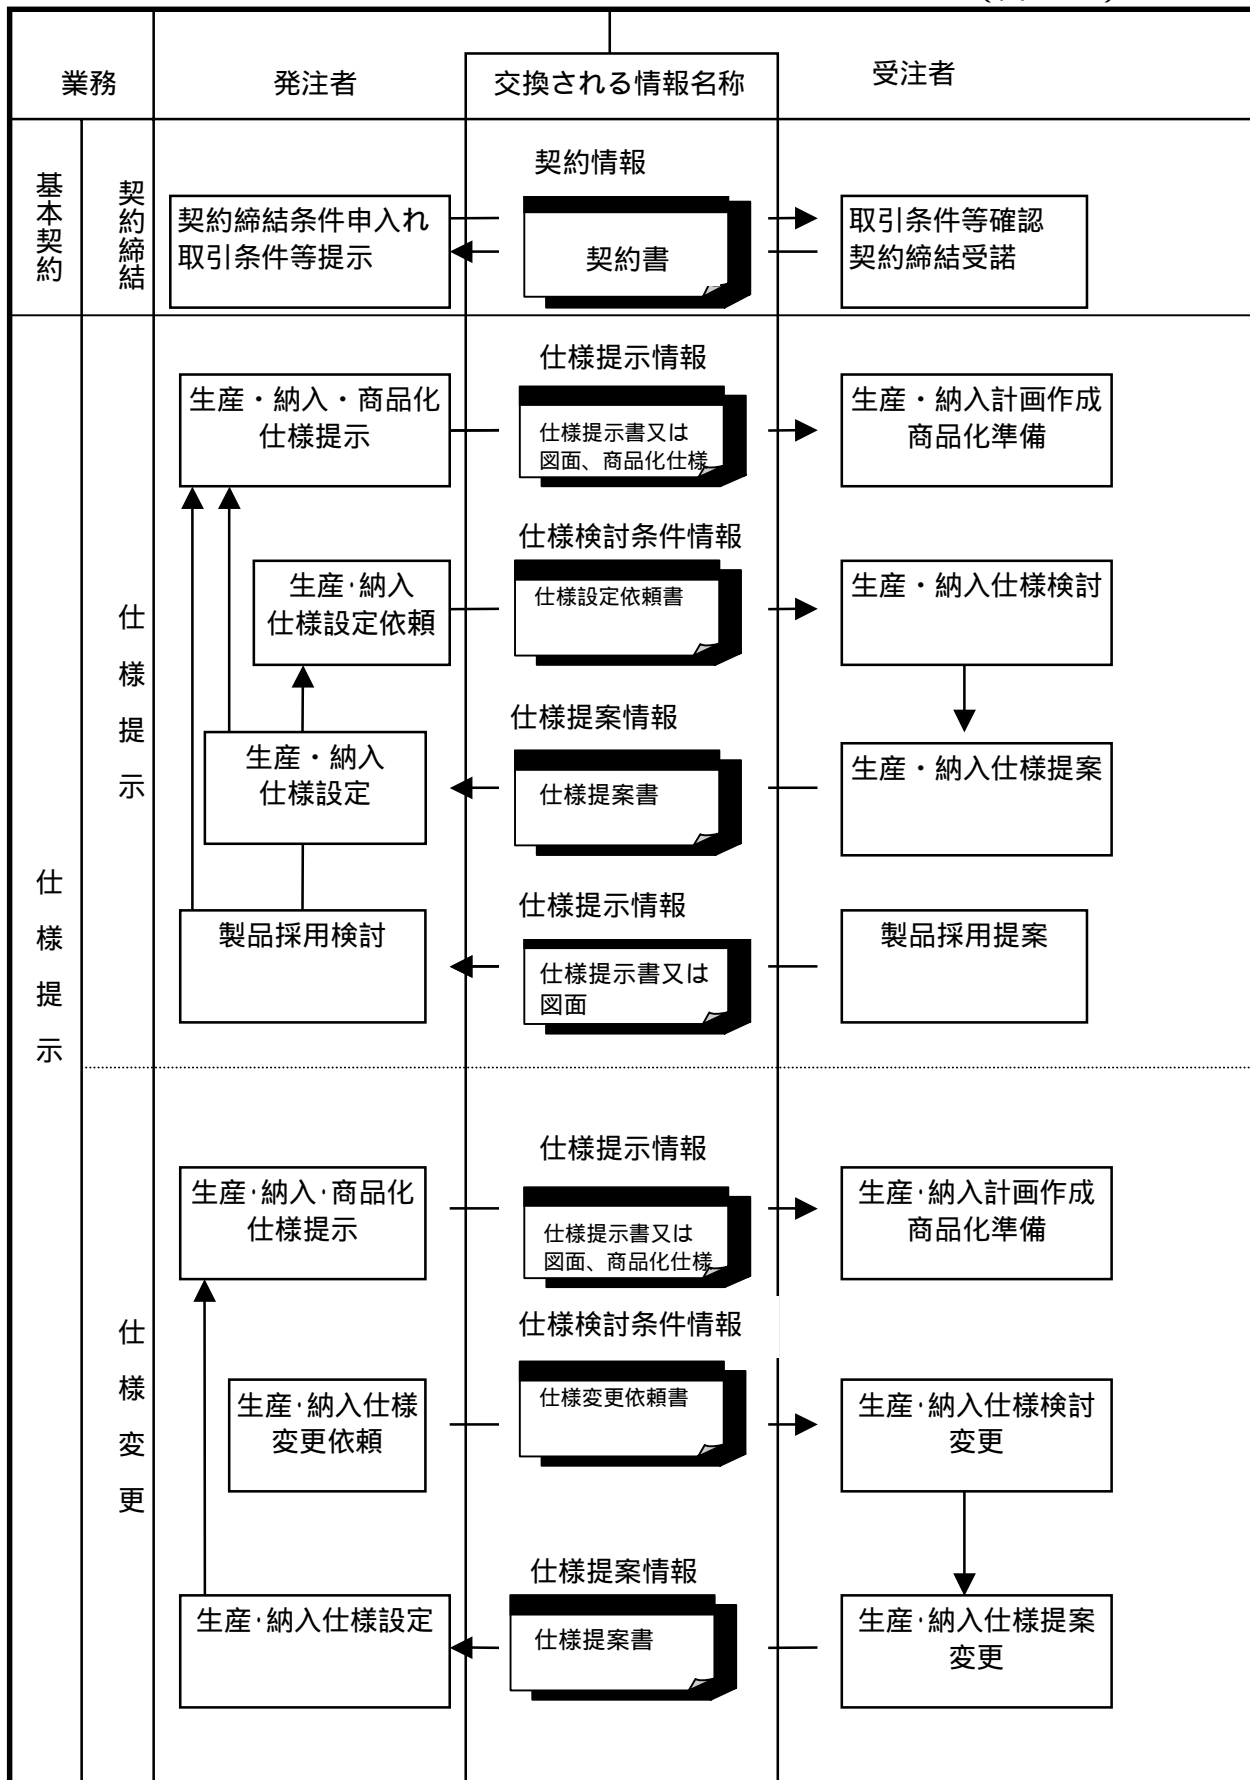 業務
発注者
交換される情報名称
受注者
基本契約
契約締結
契約情報
契約締結条件申入れ
取引条件等提示
契約書
取引条件等確認
契約締結受諾
仕様提示
仕様提示
仕様提示情報
生産・納入・商品化
仕様提示
仕様提示書又は
図面、商品化仕様
生産・納入計画作成
商品化準備
仕様検討条件情報
生産・納入
仕様設定依頼
仕様設定依頼書
生産・納入仕様検討
仕様提案情報
生産・納入
仕様設定
仕様提案書
生産・納入仕様提案
仕様提示情報
製品採用検討
仕様提示書又は
図面
製品採用提案
仕様変更
仕様提示情報
生産・納入・商品化
仕様提示
仕様提示書又は
図面、商品化仕様
生産・納入計画作成
商品化準備
仕様検討条件情報
生産・納入仕様
変更依頼
仕様変更依頼書
生産・納入仕様検討
変更
仕様提案情報
生産・納入仕様設定
仕様提案書
生産・納入仕様提案
変更